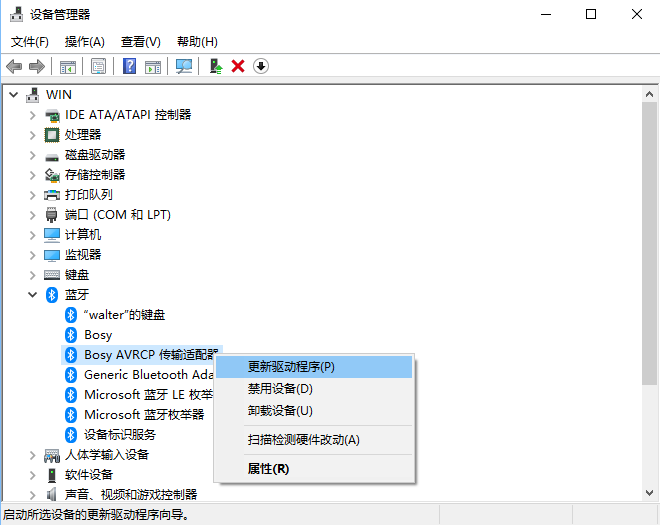 设备管理器
文件(F) 操作(A) 查看(V) 帮助(H)
WIN
IDE ATA/ATAPI 控制器
处理器
磁盘驱动器
存储控制器
打印队列
端口 (COM 和 LPT)
计算机
监视器
键盘
蓝牙
“walter”的键盘
Bosy
Bosy AVRCP 传输适配器
Generic Bluetooth Ada
Microsoft 蓝牙 LE 枚举
Microsoft 蓝牙枚举器
设备标识服务
人体学输入设备
软件设备
声音、视频和游戏控制器
更新驱动程序(P)
禁用设备(D)
卸载设备(U)
扫描检测硬件改动(A)
属性(R)
启动所选设备的更新驱动程序向导。